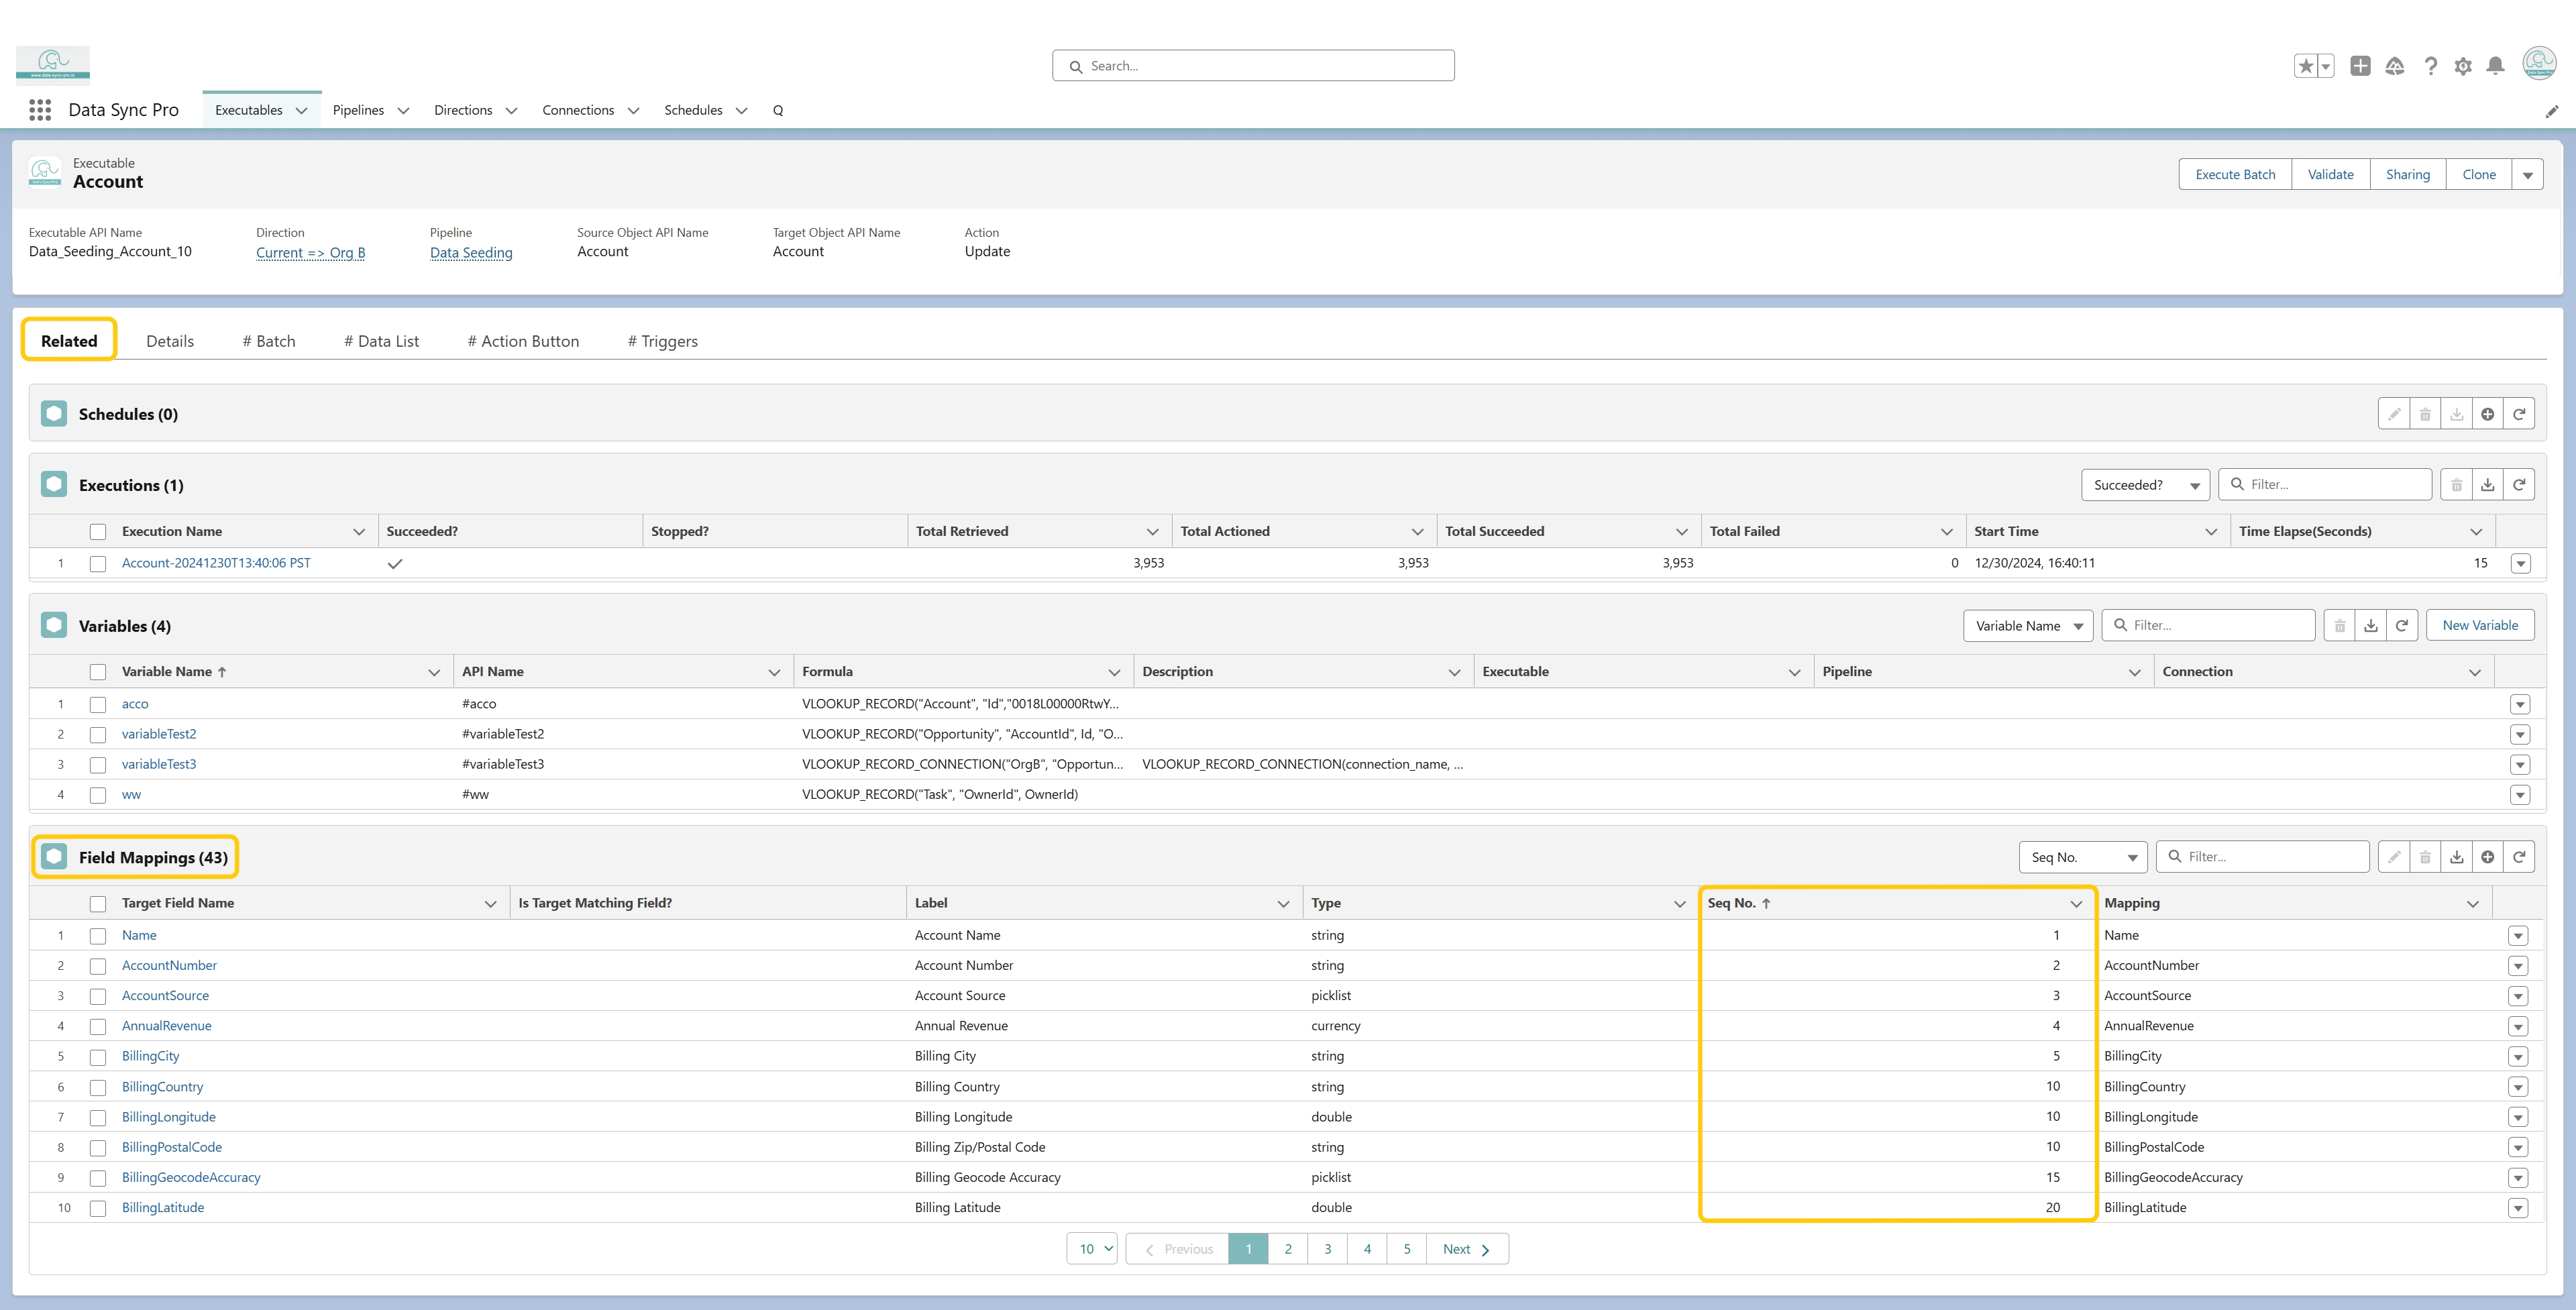 www.data-sync-pro.io
Search...
Data Sync Pro Executables Pipelines Directions Connections Schedules Q
Executable
Account
Execute Batch Validate Sharing Clone
Executable API Name Direction Pipeline Source Object API Name Target Object API Name Action
Data_Seeding_Account_10 Current => Org B Data Seeding Account Account Update
Related Details # Batch # Data List # Action Button # Triggers
Schedules (0)
Executions (1) Succeeded? Filter...
Execution Name Succeeded? Stopped? Total Retrieved Total Actioned Total Succeeded Total Failed Start Time Time Elapse(Seconds)
1 Account-20241230T13:40:06 PST 3,953 3,953 3,953 0 12/30/2024, 16:40:11 15
Variables (4) Variable Name Filter... New Variable
Variable Name ↑ API Name Formula Description Executable Pipeline Connection
1 acco #acco VLOOKUP_RECORD("Account", "Id","0018L00000RtwY...
2 variableTest2 #variableTest2 VLOOKUP_RECORD("Opportunity", "AccountId", Id, "O...
3 variableTest3 #variableTest3 VLOOKUP_RECORD_CONNECTION("OrgB", "Opportun... VLOOKUP_RECORD_CONNECTION(connection_name, ...
4 ww #ww VLOOKUP_RECORD("Task", "OwnerId", OwnerId)
Field Mappings (43) Seq No. Filter...
Target Field Name Is Target Matching Field? Label Type Seq No. ↑ Mapping
1 Name Account Name string 1 Name
2 AccountNumber Account Number string 2 AccountNumber
3 AccountSource Account Source picklist 3 AccountSource
4 AnnualRevenue Annual Revenue currency 4 AnnualRevenue
5 BillingCity Billing City string 5 BillingCity
6 BillingCountry Billing Country string 10 BillingCountry
7 BillingLongitude Billing Longitude double 10 BillingLongitude
8 BillingPostalCode Billing Zip/Postal Code string 10 BillingPostalCode
9 BillingGeocodeAccuracy Billing Geocode Accuracy picklist 15 BillingGeocodeAccuracy
10 BillingLatitude Billing Latitude double 20 BillingLatitude
10 Previous 1 2 3 4 5 Next